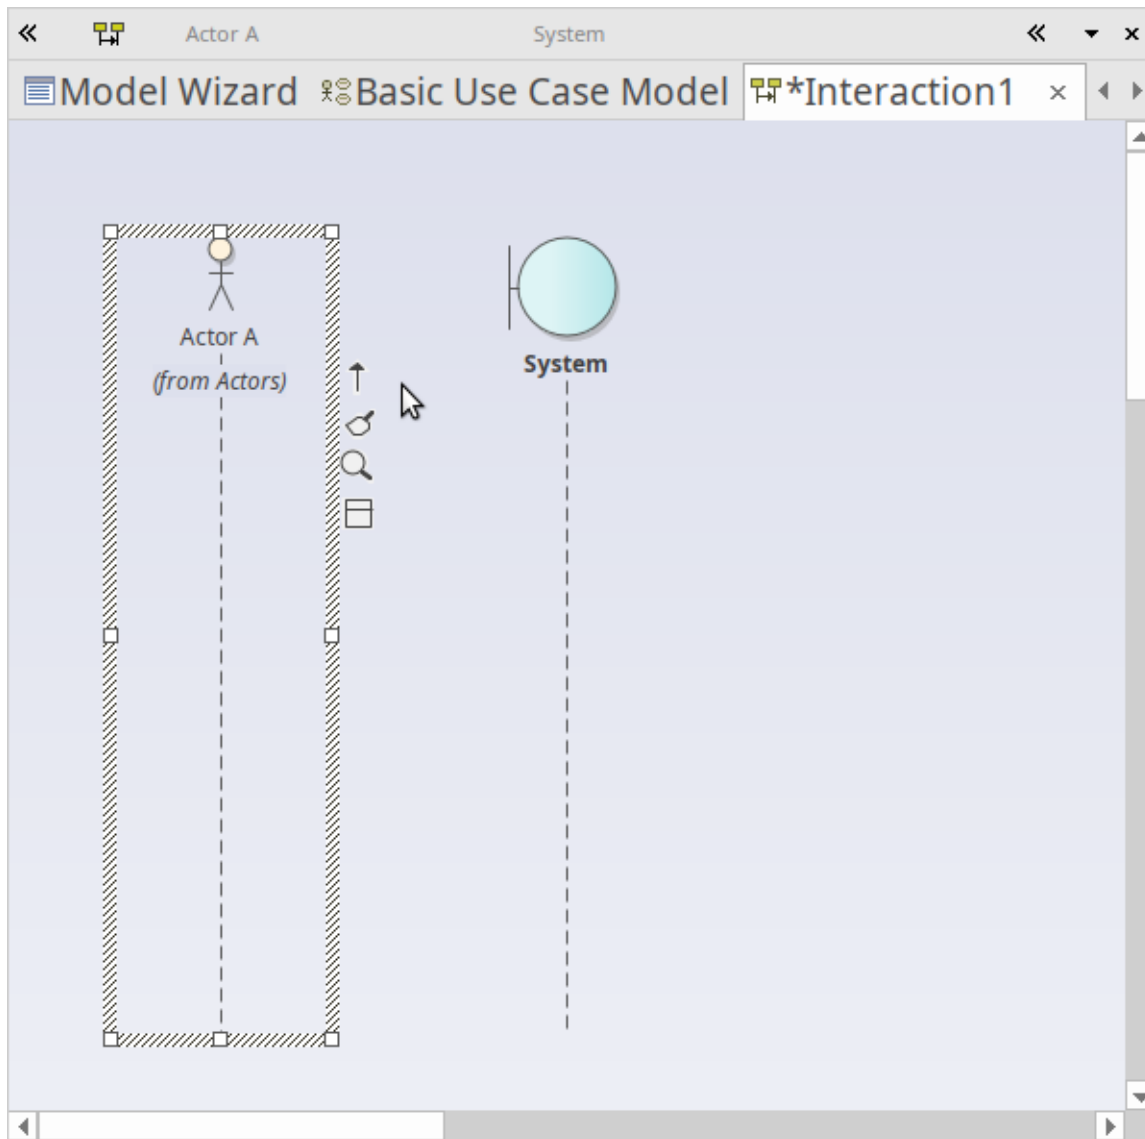 Actor A System
Model Wizard Basic Use Case Model *Interaction1
Actor A
(from Actors)
System